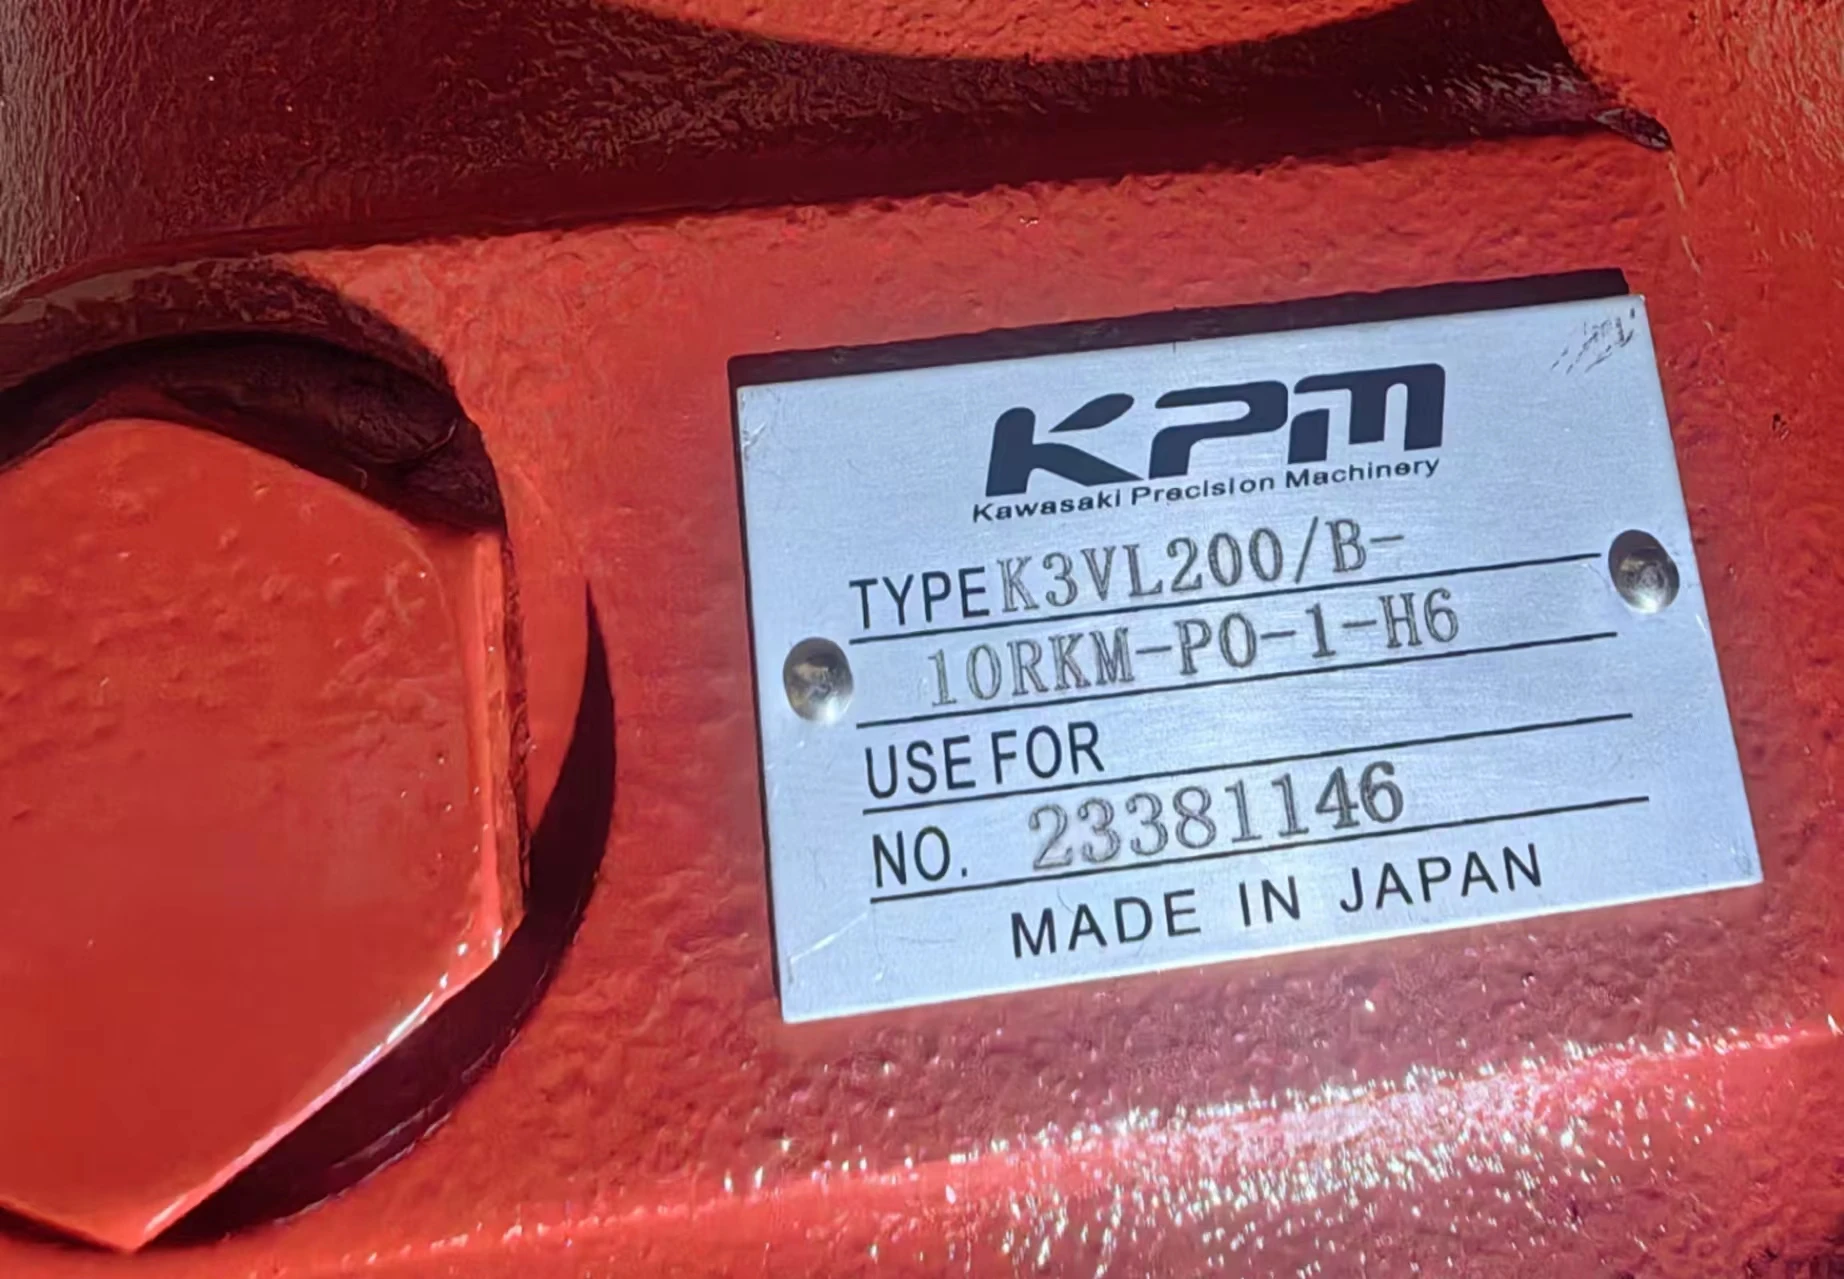 KPM
Kawasaki Precision Machinery
TYPE K3VL200/B-
10RKM-P0-1-H6
USE FOR
NO. 23381146
MADE IN JAPAN